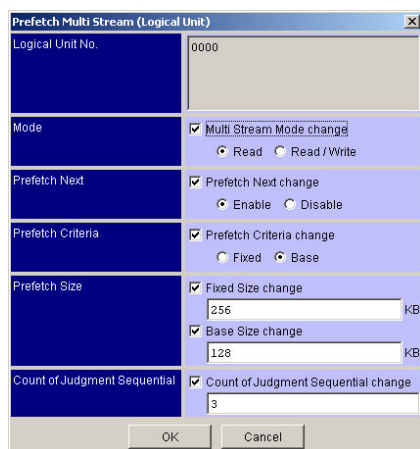 Prefetch Multi Stream (Logical Unit)
Logical Unit No.
0000
Mode
Multi Stream Mode change
Read Read / Write
Prefetch Next
Prefetch Next change
Enable Disable
Prefetch Criteria
Prefetch Criteria change
Fixed Base
Prefetch Size
Fixed Size change
256 KB
Base Size change
128 KB
Count of Judgment Sequential
Count of Judgment Sequential change
3
OK Cancel